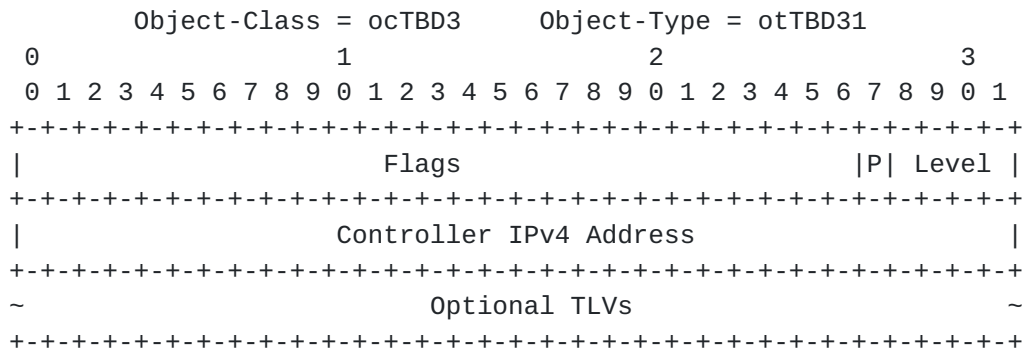 Object-Class = ocTBD3     Object-Type = otTBD31
 0                   1                   2                   3
 0 1 2 3 4 5 6 7 8 9 0 1 2 3 4 5 6 7 8 9 0 1 2 3 4 5 6 7 8 9 0 1
+-+-+-+-+-+-+-+-+-+-+-+-+-+-+-+-+-+-+-+-+-+-+-+-+-+-+-+-+-+-+-+-+
|                       Flags                         |P| Level |
+-+-+-+-+-+-+-+-+-+-+-+-+-+-+-+-+-+-+-+-+-+-+-+-+-+-+-+-+-+-+-+-+
|                    Controller IPv4 Address                    |
+-+-+-+-+-+-+-+-+-+-+-+-+-+-+-+-+-+-+-+-+-+-+-+-+-+-+-+-+-+-+-+-+
~                          Optional TLVs                        ~
+-+-+-+-+-+-+-+-+-+-+-+-+-+-+-+-+-+-+-+-+-+-+-+-+-+-+-+-+-+-+-+-+